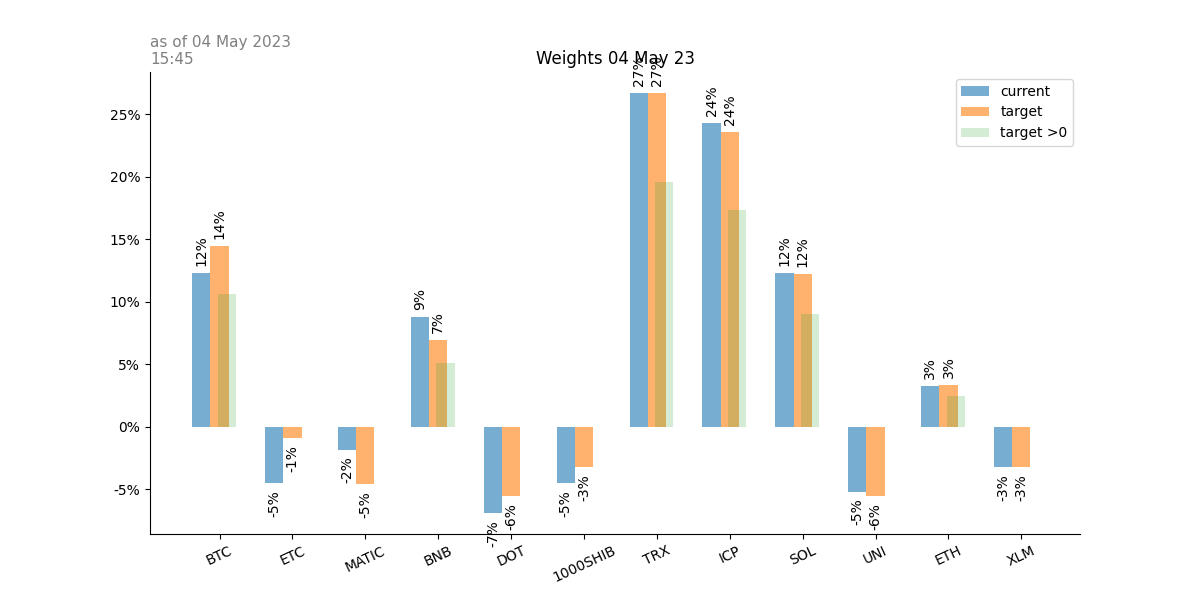 as of 04 May 2023
15:45
Weights 04 May 23
current
target
target >0
25%
20%
15%
10%
5%
0%
-5%
12%
14%
-5%
-1%
-2%
-5%
9%
7%
-7%
-6%
-5%
-3%
27%
27%
24%
24%
12%
12%
-5%
-6%
3%
3%
-3%
-3%
BTC
ETC
MATIC
BNB
DOT
1000SHIB
TRX
ICP
SOL
UNI
ETH
XLM